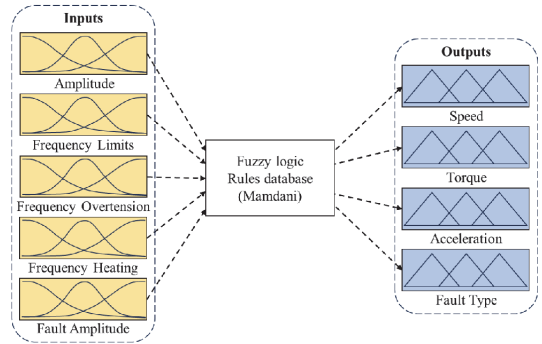 Inputs
Amplitude
Frequency Limits
Frequency Overtension
Frequency Heating
Fault Amplitude
Fuzzy logic
Rules database
(Mamdani)
Outputs
Speed
Torque
Acceleration
Fault Type